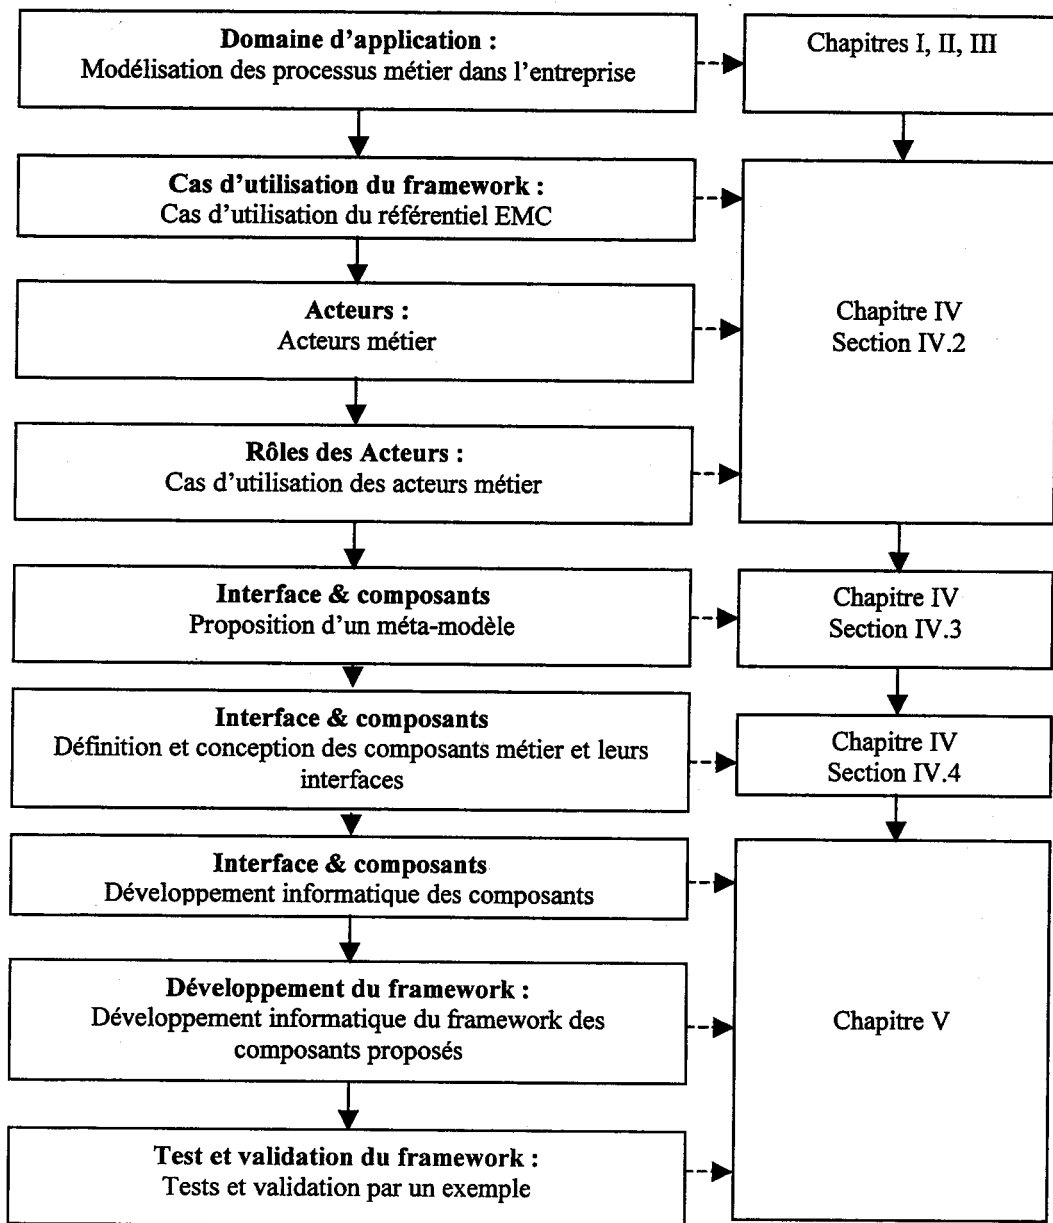 Domaine d'application :
Modélisation des processus métier dans l'entreprise
Chapitres I, II, III
Cas d'utilisation du framework :
Cas d'utilisation du référentiel EMC
Acteurs :
Acteurs métier
Chapitre IV
Section IV.2
Rôles des Acteurs :
Cas d'utilisation des acteurs métier
Interface & composants
Proposition d'un méta-modèle
Chapitre IV
Section IV.3
Interface & composants
Définition et conception des composants métier et leurs
interfaces
Chapitre IV
Section IV.4
Interface & composants
Développement informatique des composants
Développement du framework :
Développement informatique du framework des
composants proposés
Chapitre V
Test et validation du framework :
Tests et validation par un exemple